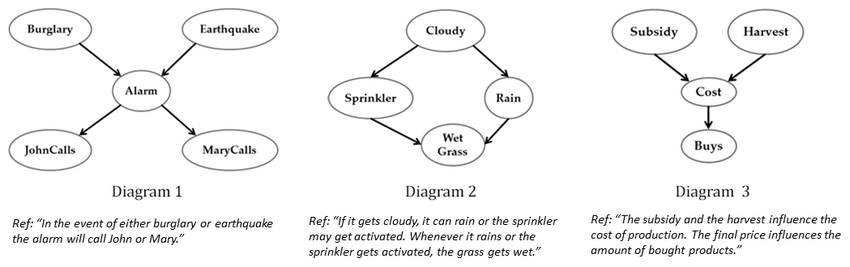 Burglary
Earthquake
Alarm
JohnCalls
MaryCalls
Diagram 1
Ref: “In the event of either burglary or earthquake
the alarm will call John or Mary.”
Cloudy
Sprinkler
Rain
Wet
Grass
Diagram 2
Ref: “If it gets cloudy, it can rain or the sprinkler
may get activated. Whenever it rains or the
sprinkler gets activated, the grass gets wet.”
Subsidy
Harvest
Cost
Buys
Diagram 3
Ref: “The subsidy and the harvest influence the
cost of production. The final price influences the
amount of bought products.”